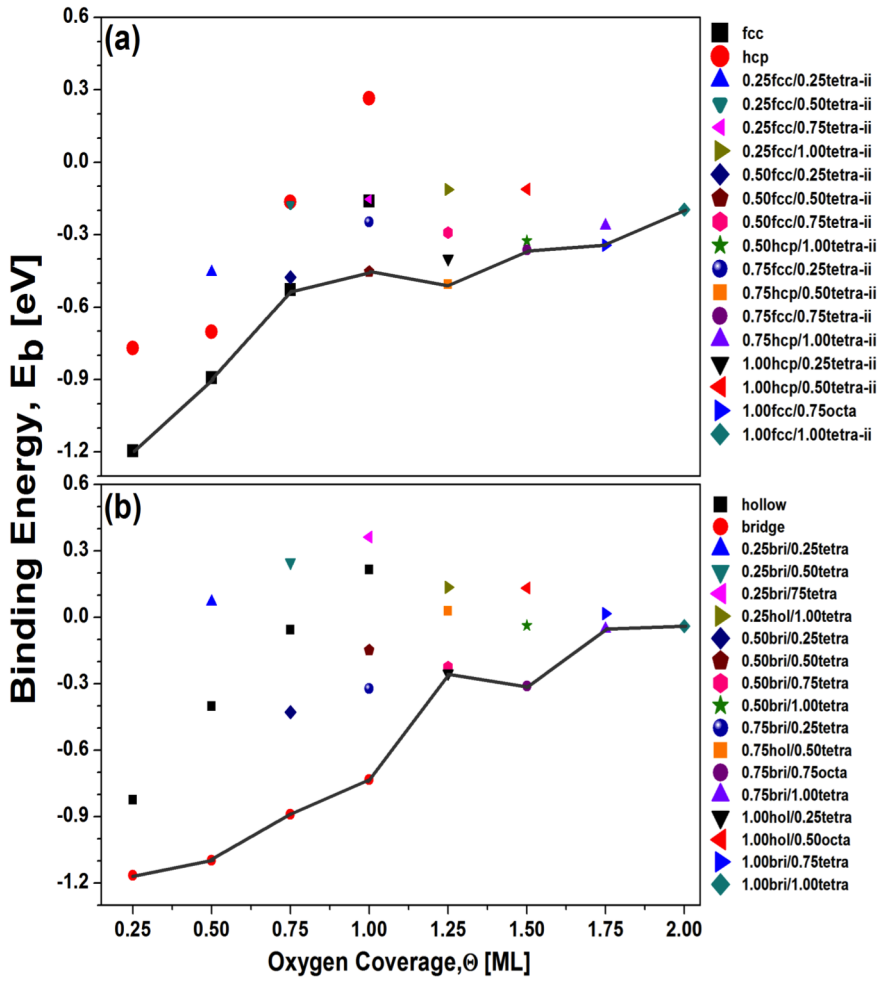 Binding Energy, Eb [eV]
(a)
0.6
0.3
0.0
-0.3
-0.6
-0.9
-1.2
fcc
hcp
0.25fcc/0.25tetra-ii
0.25fcc/0.50tetra-ii
0.25fcc/0.75tetra-ii
0.25fcc/1.00tetra-ii
0.50fcc/0.25tetra-ii
0.50fcc/0.50tetra-ii
0.50fcc/0.75tetra-ii
0.50hcp/1.00tetra-ii
0.75fcc/0.25tetra-ii
0.75hcp/0.50tetra-ii
0.75fcc/0.75tetra-ii
0.75hcp/1.00tetra-ii
1.00hcp/0.25tetra-ii
1.00hcp/0.50tetra-ii
1.00fcc/0.75octa
1.00fcc/1.00tetra-ii
(b)
0.6
0.3
0.0
-0.3
-0.6
-0.9
-1.2
hollow
bridge
0.25bri/0.25tetra
0.25bri/0.50tetra
0.25bri/75tetra
0.25hol/1.00tetra
0.50bri/0.25tetra
0.50bri/0.50tetra
0.50bri/0.75tetra
0.50bri/1.00tetra
0.75bri/0.25tetra
0.75hol/0.50tetra
0.75bri/0.75octa
0.75bri/1.00tetra
1.00hol/0.25tetra
1.00hol/0.50octa
1.00bri/0.75tetra
1.00bri/1.00tetra
0.25 0.50 0.75 1.00 1.25 1.50 1.75 2.00
Oxygen Coverage,Θ [ML]